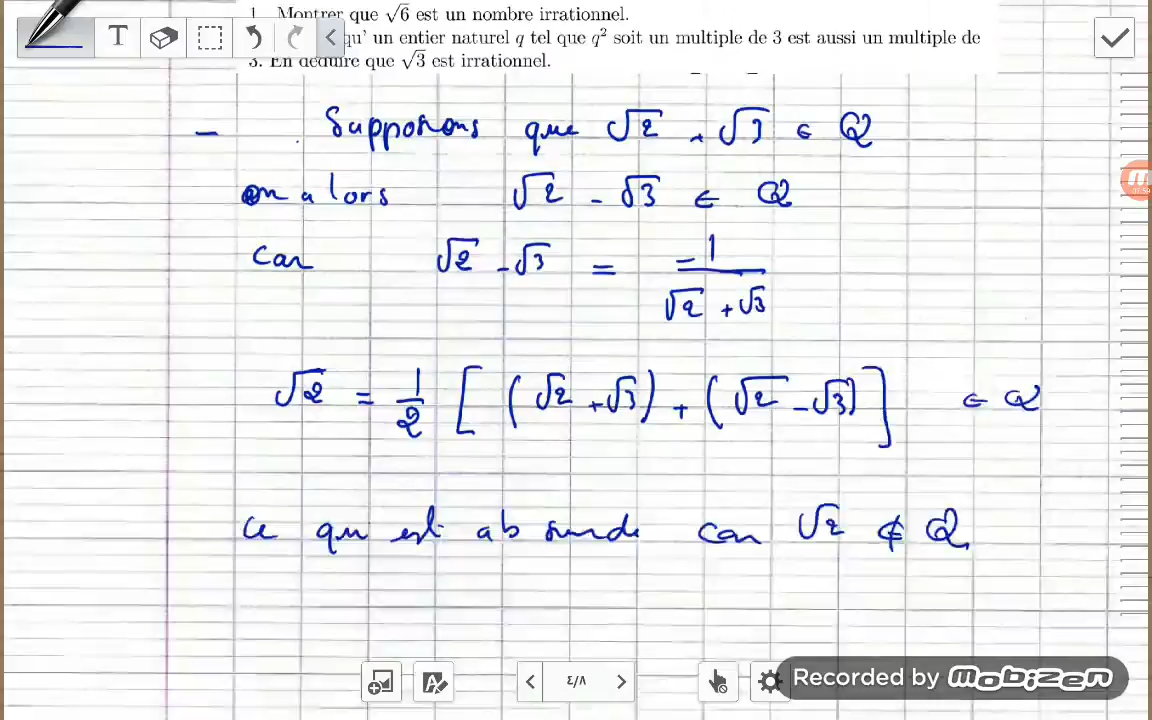 1. Montrer que √6 est un nombre irrationnel.
qu' un entier naturel q tel que q² soit un multiple de 3 est aussi un multiple de
3. En déduire que √3 est irrationnel.
T
- Supposons que √2 + √3 ∈ Q
on alors √2 - √3 ∈ Q
car √2 - √3 = -1 / (√2 + √3)
√2 = 1/2 [ (√2 + √3) + (√2 - √3) ] ∈ Q
ce qui est absurde car √2 ∉ Q
٤/٨
Recorded by mobizen